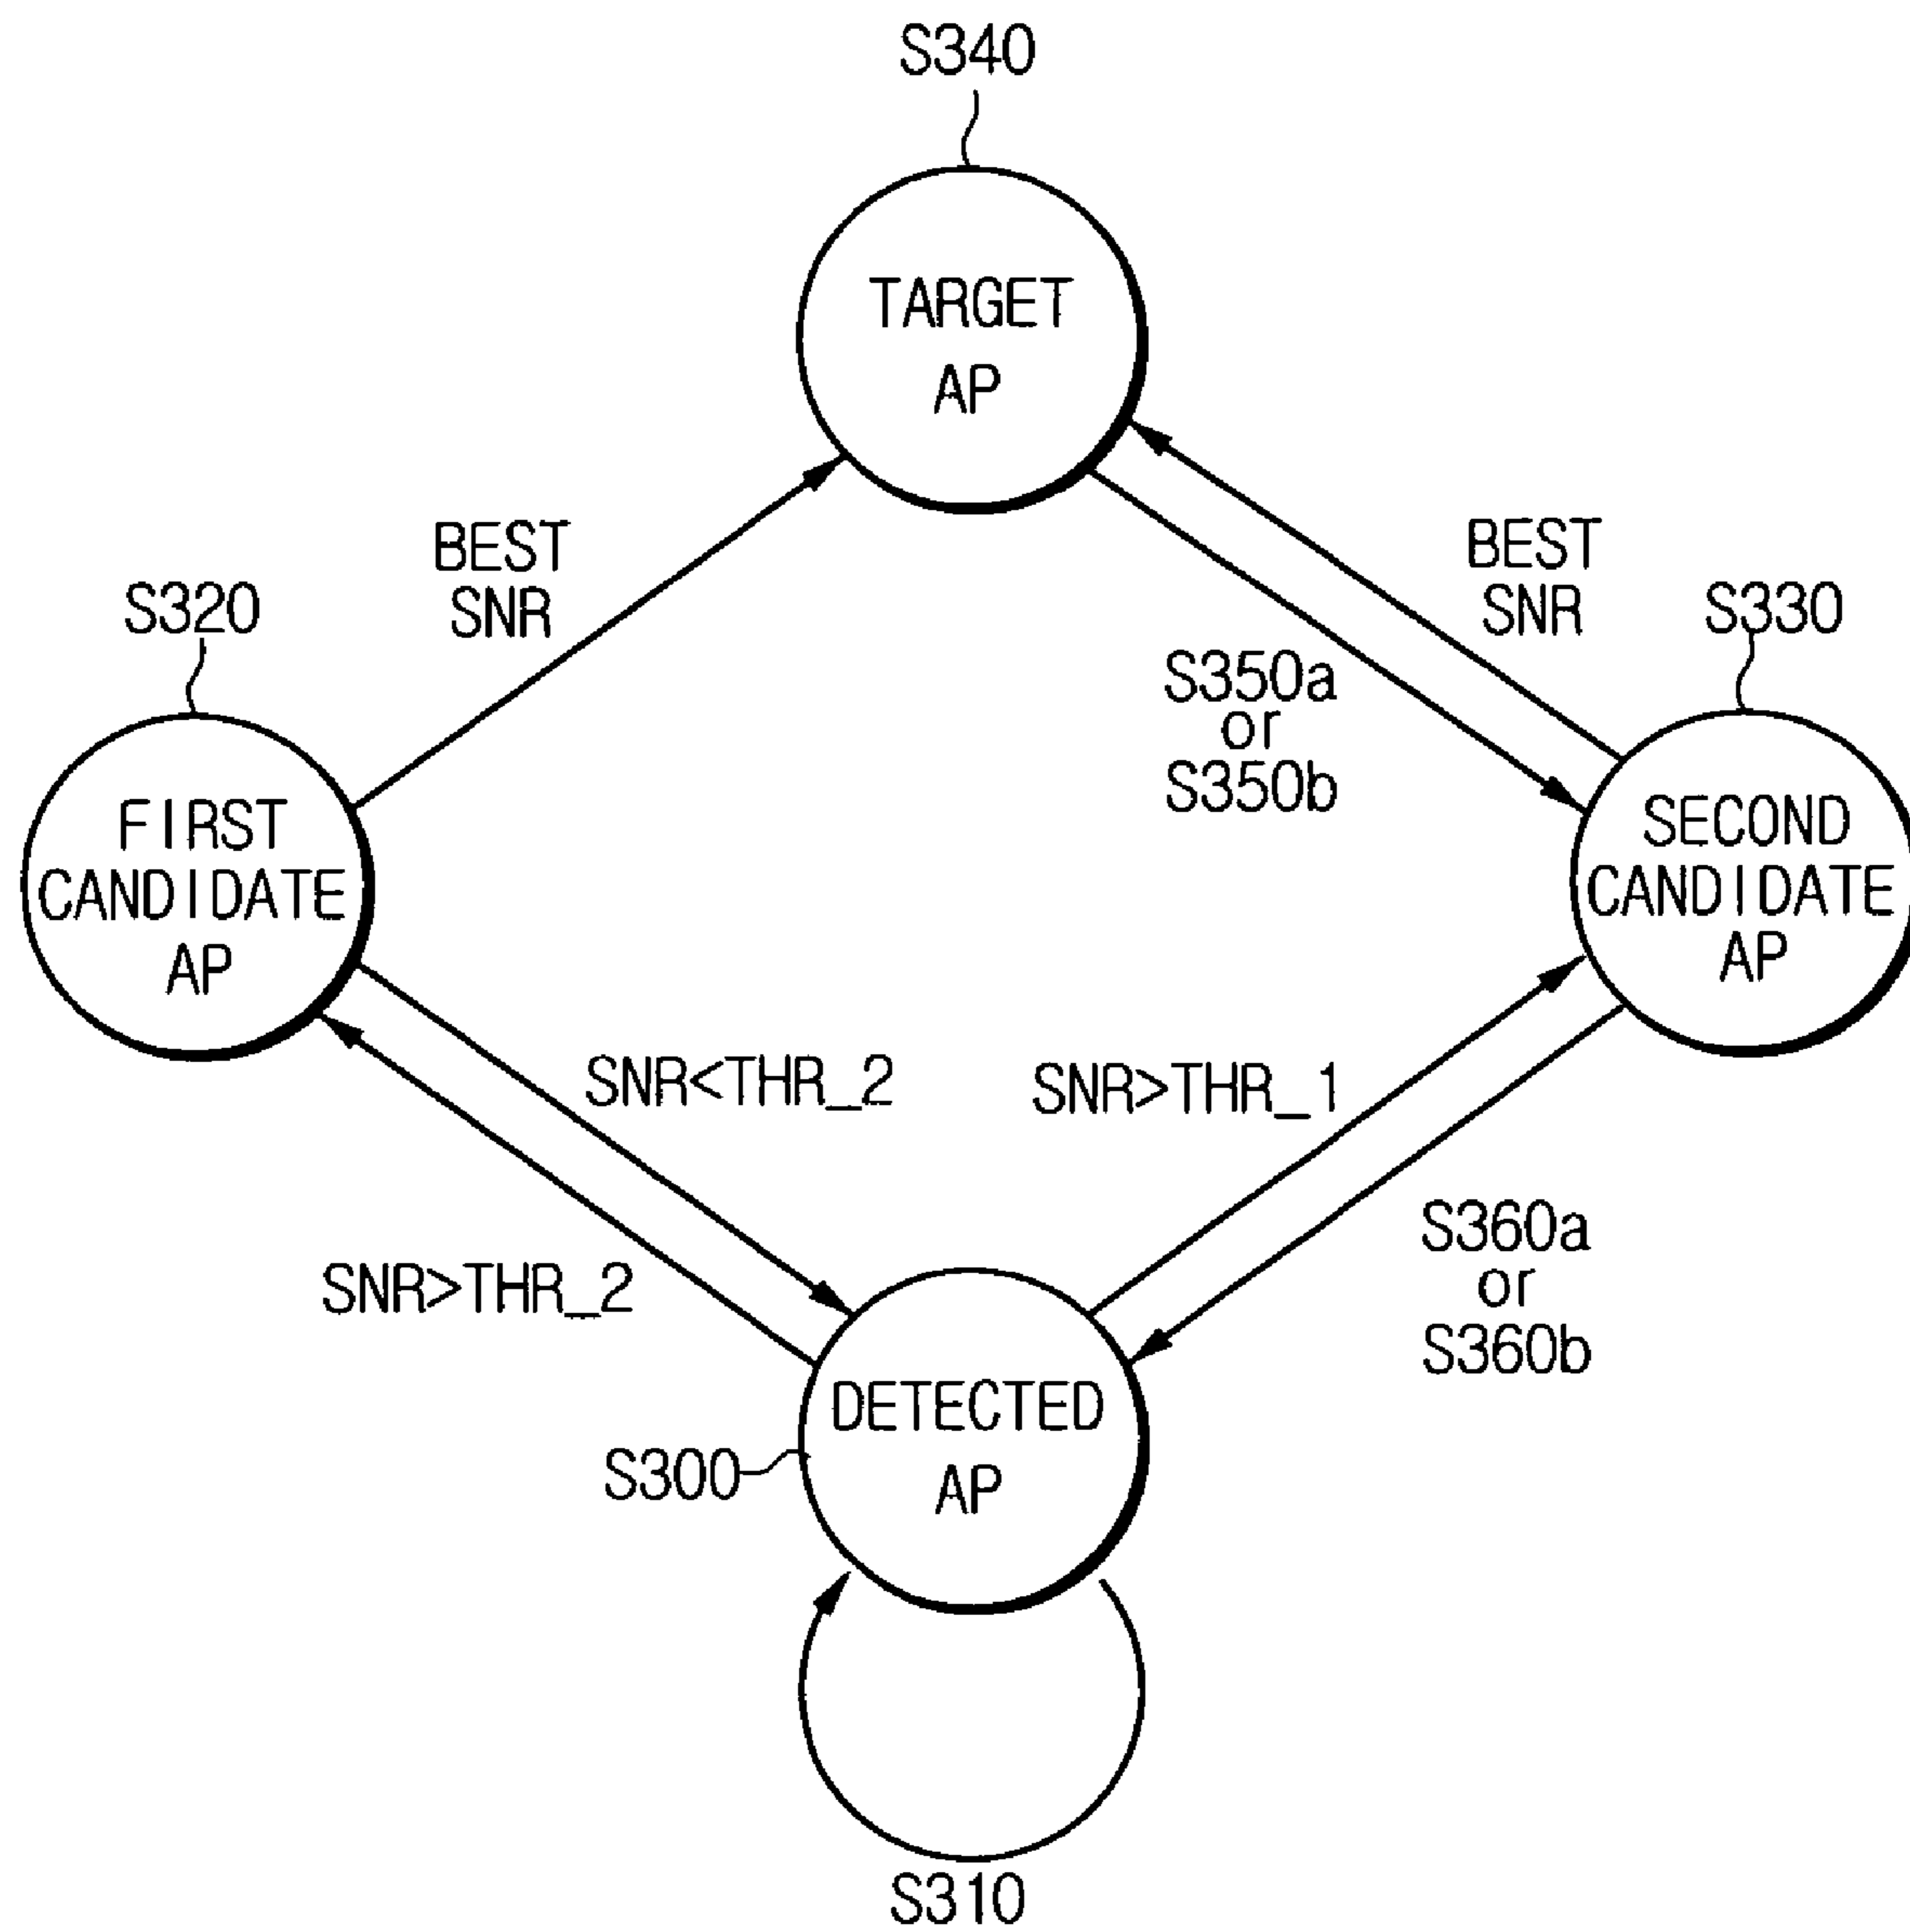 S340
TARGET
AP
BEST
SNR
BEST
SNR
S320
S330
S350a
or
S350b
FIRST
CANDIDATE
AP
SECOND
CANDIDATE
AP
SNR<THR_2
SNR>THR_1
SNR>THR_2
S360a
or
S360b
DETECTED
AP
S300
S310